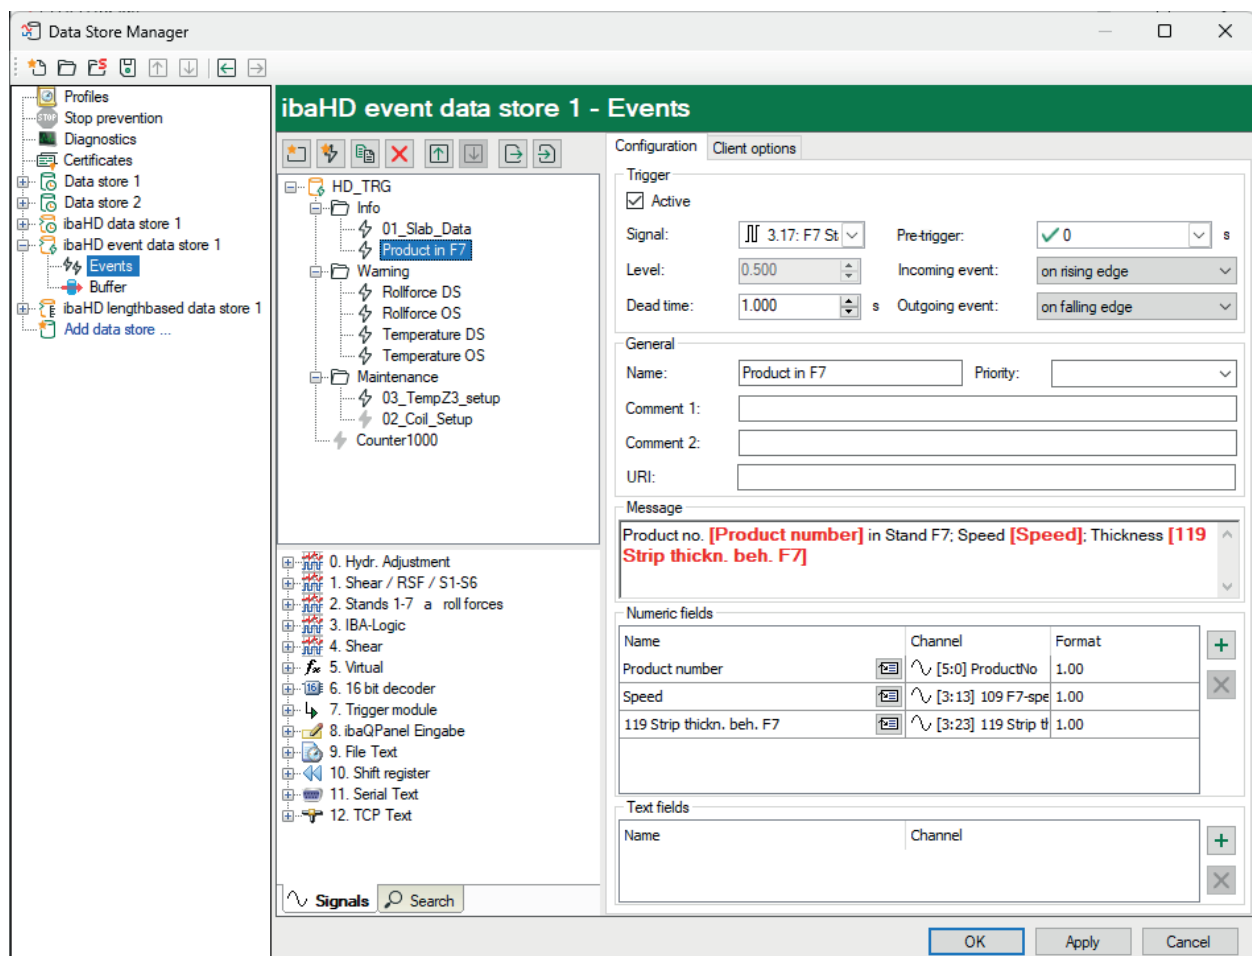 Data Store Manager
Profiles
STOP Stop prevention
Diagnostics
Certificates
Data store 1
Data store 2
ibaHD data store 1
ibaHD event data store 1
Events
Buffer
ibaHD lengthbased data store 1
Add data store ...
ibaHD event data store 1 - Events
HD_TRG
Info
01_Slab_Data
Product in F7
Warning
Rollforce DS
Rollforce OS
Temperature DS
Temperature OS
Maintenance
03_TempZ3_setup
02_Coil_Setup
Counter1000
0. Hydr. Adjustment
1. Shear / RSF / S1-S6
2. Stands 1-7 a roll forces
3. IBA-Logic
4. Shear
5. Virtual
6. 16 bit decoder
7. Trigger module
8. ibaQPanel Eingabe
9. File Text
10. Shift register
11. Serial Text
12. TCP Text
Signals Search
Configuration Client options
Trigger
Active
Signal: 3.17: F7 St Pre-trigger: 0 s
Level: 0.500 Incoming event: on rising edge
Dead time: 1.000 s Outgoing event: on falling edge
General
Name: Product in F7 Priority:
Comment 1:
Comment 2:
URI:
Message
Product no. [Product number] in Stand F7; Speed [Speed]; Thickness [119
Strip thickn. beh. F7]
Numeric fields
Name Channel Format
Product number [5:0] ProductNo 1.00
Speed [3:13] 109 F7-spe 1.00
119 Strip thickn. beh. F7 [3:23] 119 Strip th 1.00
Text fields
Name Channel
OK Apply Cancel